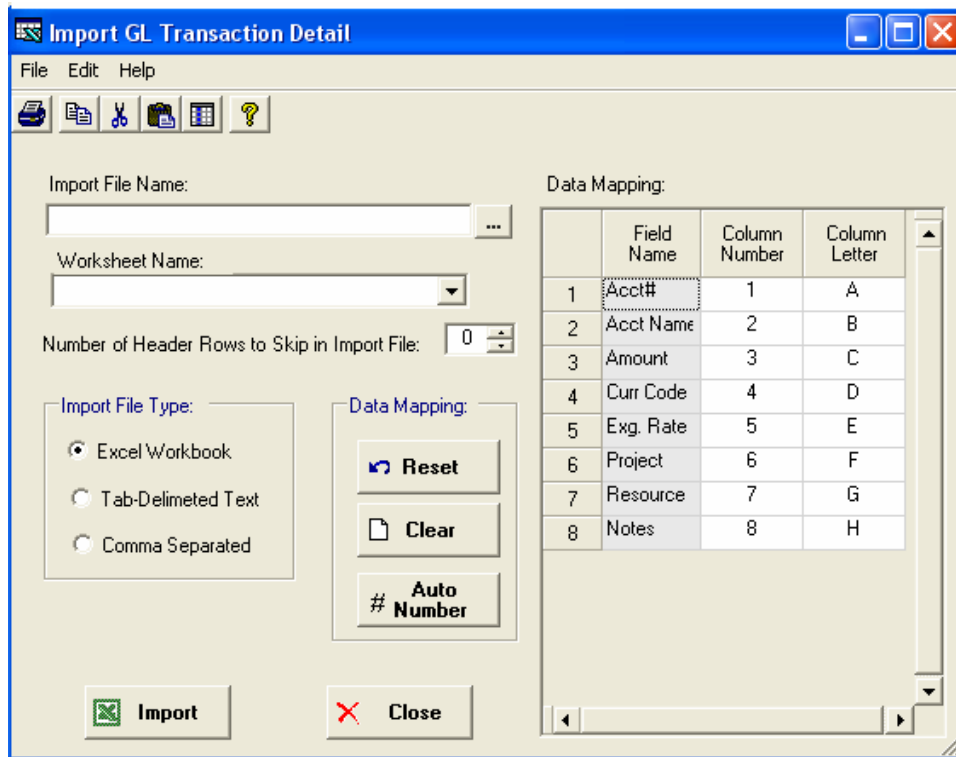 Import GL Transaction Detail
File Edit Help
Import File Name:
...
Worksheet Name:
Number of Header Rows to Skip in Import File: 0
Import File Type:
Excel Workbook
Tab-Delimeted Text
Comma Separated
Data Mapping:
Reset
Clear
# Auto
Number
Import
Close
Data Mapping:
Field Column Column
Name Number Letter
1 Acct# 1 A
2 Acct Name 2 B
3 Amount 3 C
4 Curr Code 4 D
5 Exg. Rate 5 E
6 Project 6 F
7 Resource 7 G
8 Notes 8 H